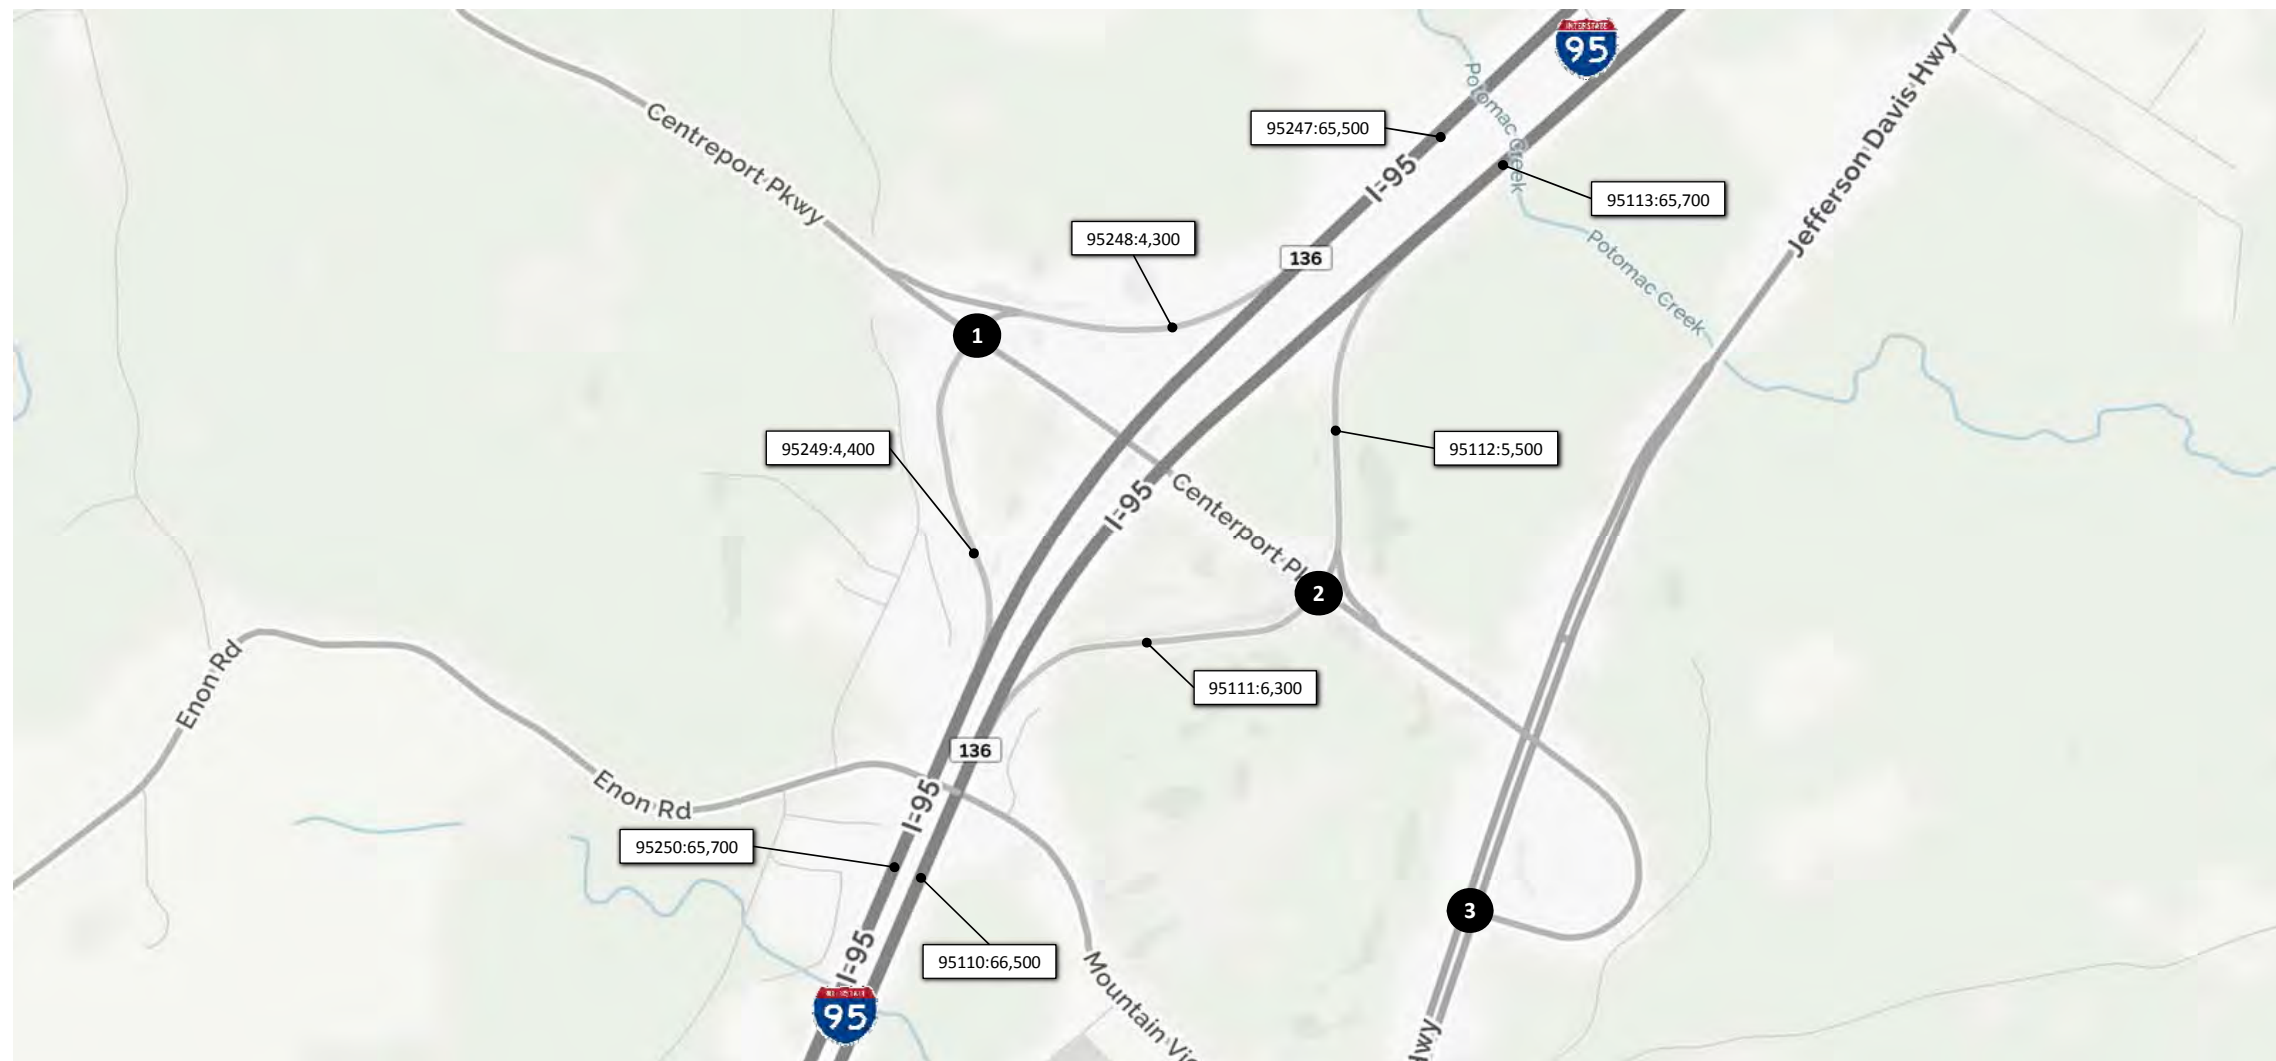 INTERSTATE
95
Potomac Creek
Jefferson Davis Hwy
Centreport Pkwy
95247:65,500
I-95
95113:65,700
95248:4,300
136
Potomac Creek
1
95249:4,400
95112:5,500
I-95
Centerport
2
95111:6,300
Enon Rd
136
Enon Rd
I-95
95250:65,700
3
I-95
95110:66,500
Mountain
95
Hwy